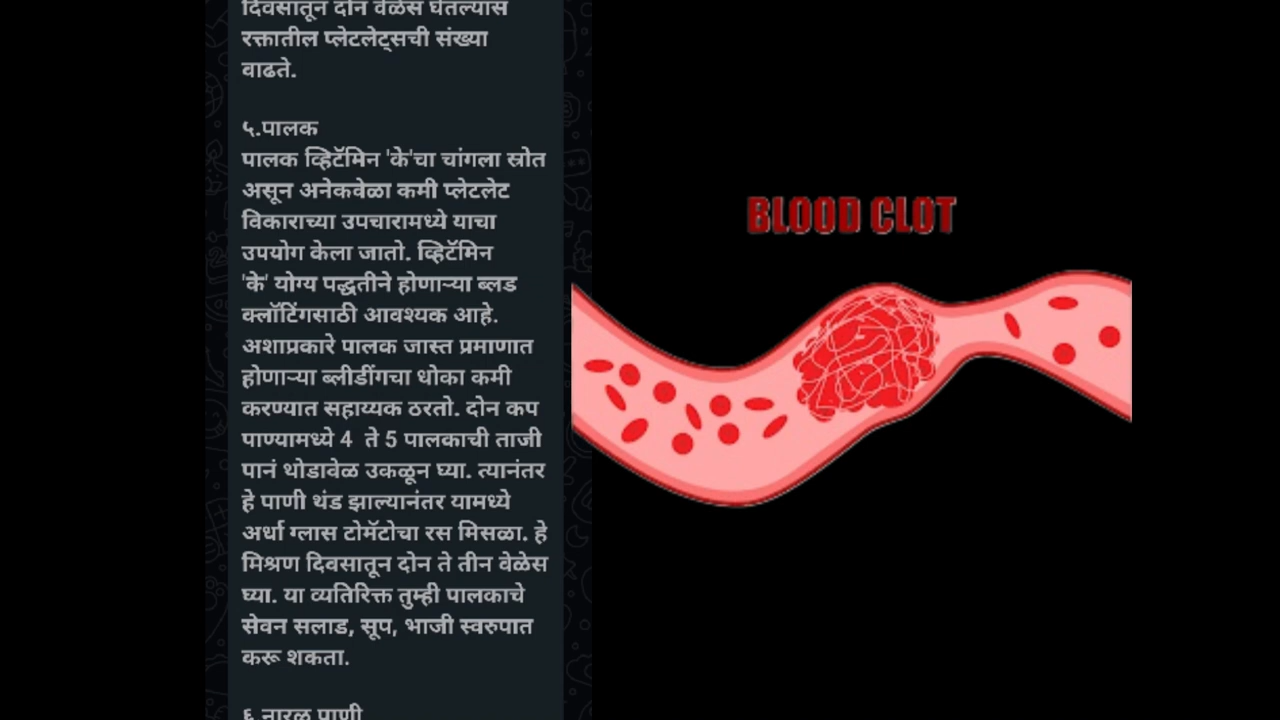 दिवसातून दोन वेळेस घेतल्यास
रक्तातील प्लेटलेट्सची संख्या
वाढते.
५.पालक
पालक व्हिटॅमिन 'के'चा चांगला स्रोत
असून अनेकवेळा कमी प्लेटलेट
विकाराच्या उपचारामध्ये याचा
उपयोग केला जातो. व्हिटॅमिन
'के' योग्य पद्धतीने होणाऱ्या ब्लड
क्लॉटिंगसाठी आवश्यक आहे.
अशाप्रकारे पालक जास्त प्रमाणात
होणाऱ्या ब्लीडींगचा धोका कमी
करण्यात सहाय्यक ठरतो. दोन कप
पाण्यामध्ये 4 ते 5 पालकाची ताजी
पानं थोडावेळ उकळून घ्या. त्यानंतर
हे पाणी थंड झाल्यानंतर यामध्ये
अर्धा ग्लास टोमॅटोचा रस मिसळा. हे
मिश्रण दिवसातून दोन ते तीन वेळेस
घ्या. या व्यतिरिक्त तुम्ही पालकाचे
सेवन सलाड, सूप, भाजी स्वरुपात
करू शकता.
६ नारळ पाणी
BLOOD CLOT